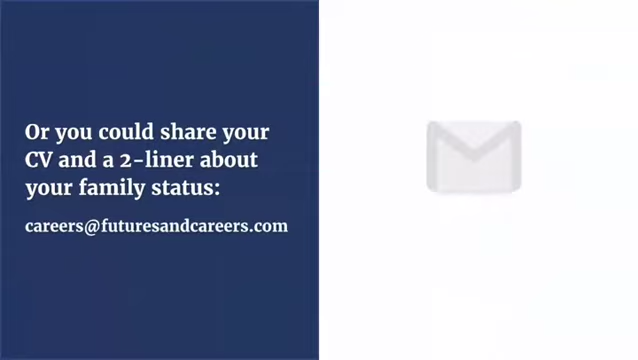 Or you could share your
CV and a 2-liner about
your family status:
careers@futuresandcareers.com